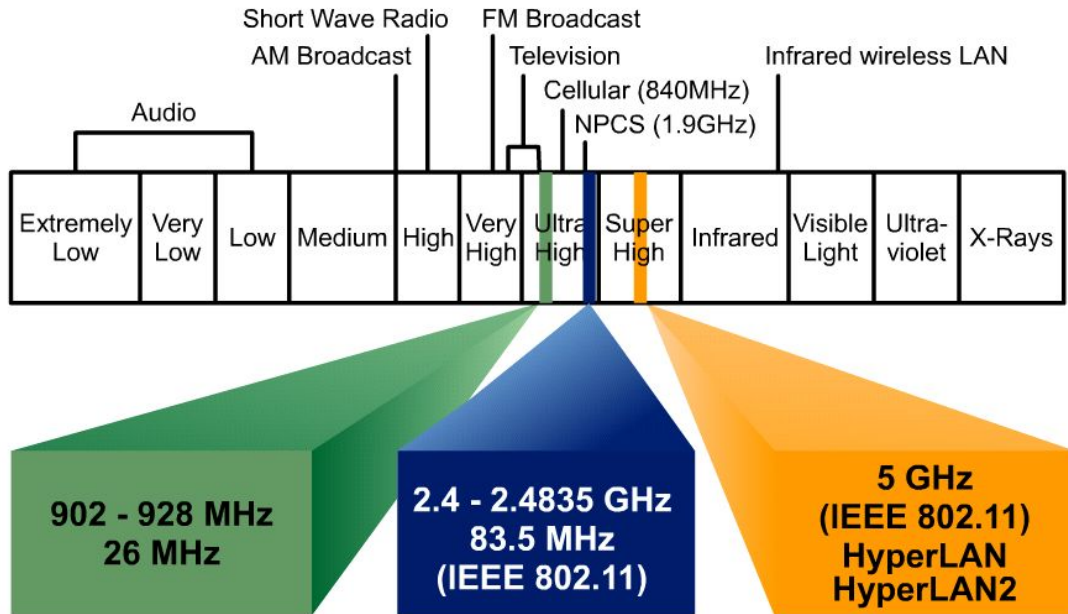 Short Wave Radio
FM Broadcast
AM Broadcast
Television
Infrared wireless LAN
Cellular (840MHz)
Audio
NPCS (1.9GHz)
Extremely
Low
Very
Low
Low
Medium
High
Very
High
Ultra
High
Super
High
Infrared
Visible
Light
Ultra-
violet
X-Rays
902 - 928 MHz
26 MHz
2.4 - 2.4835 GHz
83.5 MHz
(IEEE 802.11)
5 GHz
(IEEE 802.11)
HyperLAN
HyperLAN2